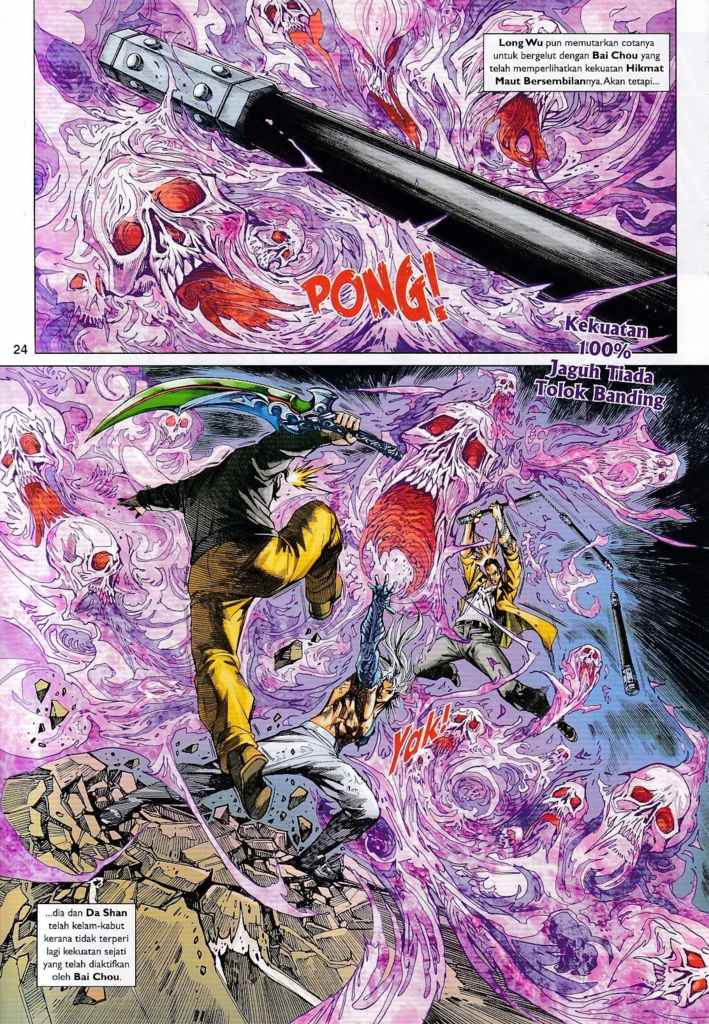 Long Wu pun memutarkan cotanya
untuk bergelut dengan Bai Chou yang
telah memperlihatkan kekuatan Hikmat
Maut Bersembilannya. Akan tetapi...
PONG!
24
Kekuatan
100%
Jaguh Tiada
Tolok Banding
YAK!
...dia dan Da Shan
telah kelam-kabut
kerana tidak terperi
lagi kekuatan sejati
yang telah diaktifkan
oleh Bai Chou.